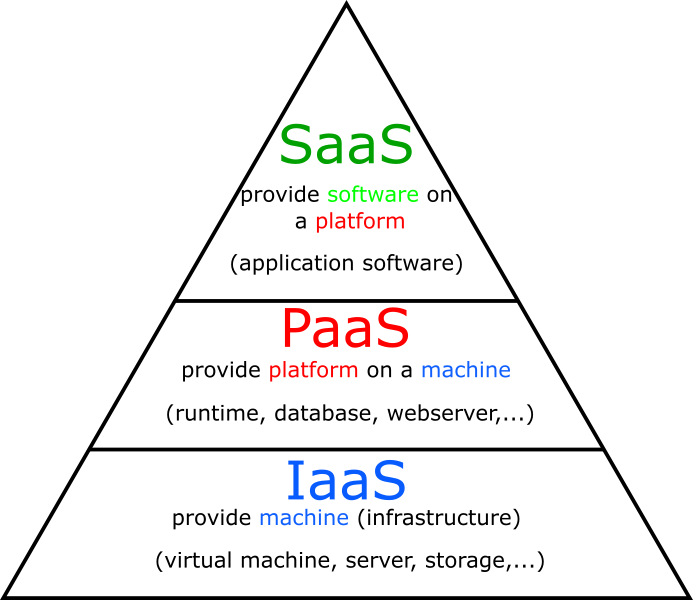 SaaS
provide software on
a platform
(application software)
PaaS
provide platform on a machine
(runtime, database, webserver,...)
IaaS
provide machine (infrastructure)
(virtual machine, server, storage,...)